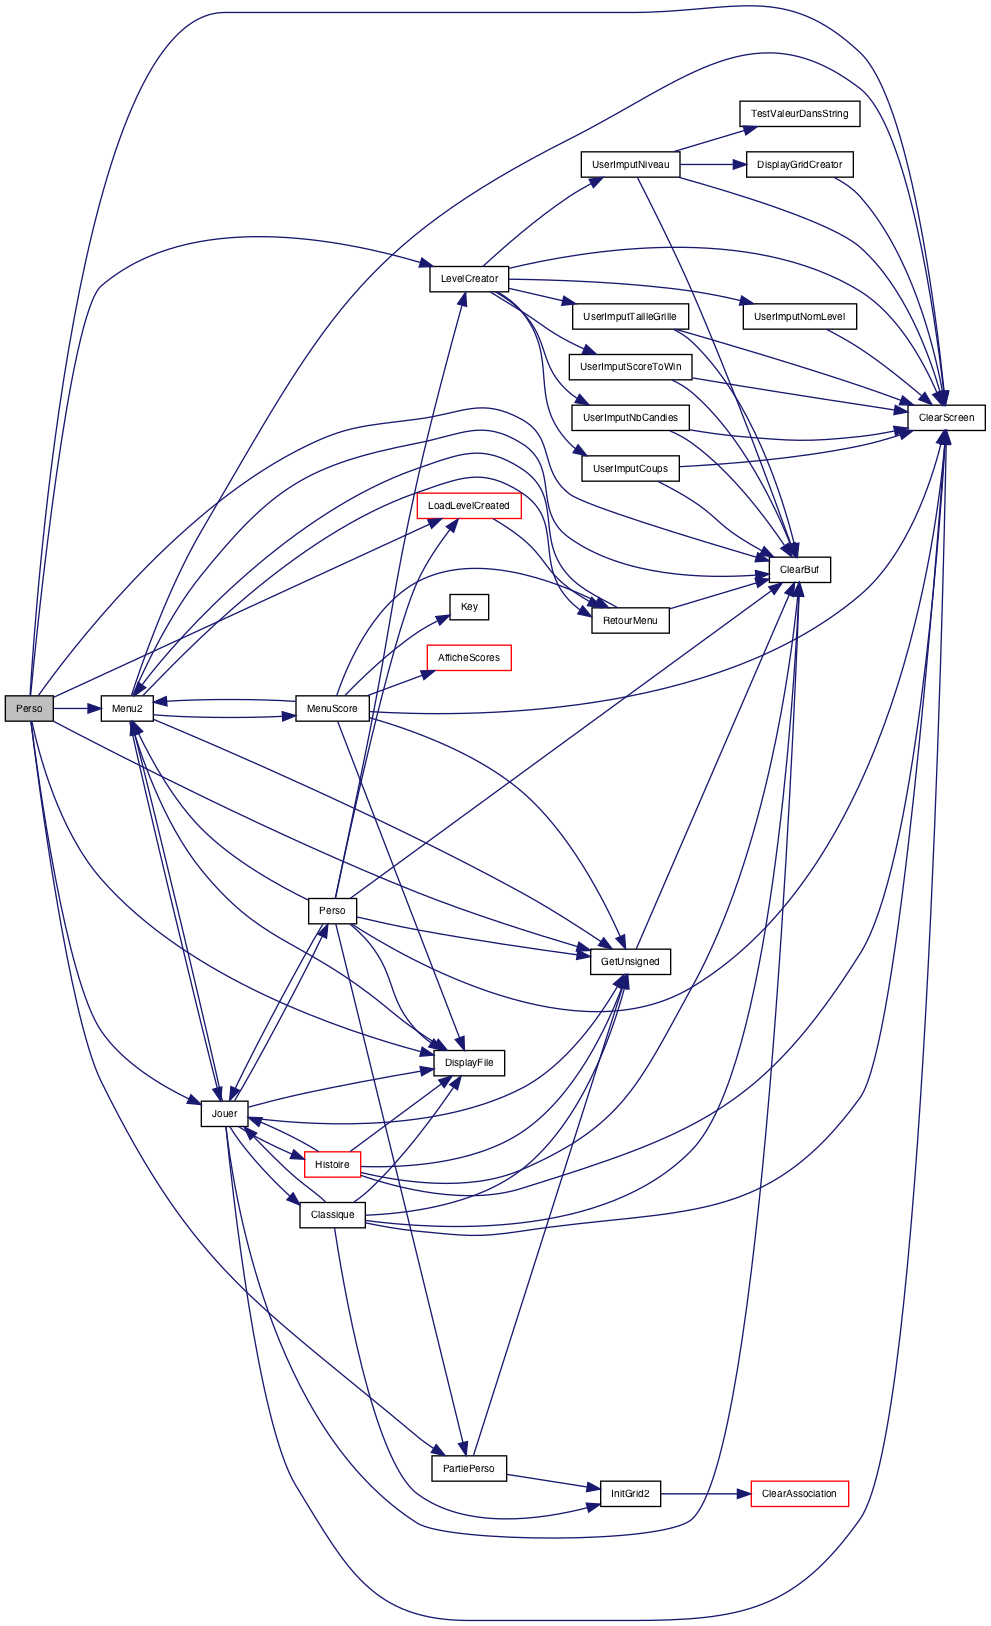 TestValeurDansString
UserImputNiveau
DisplayGridCreator
LevelCreator
UserImputTailleGrille
UserImputNomLevel
UserImputScoreToWin
UserImputNbCandies
ClearScreen
UserImputCoups
LoadLevelCreated
ClearBuf
Key
RetourMenu
AfficheScores
Perso
Menu2
MenuScore
Perso
GetUnsigned
DisplayFile
Jouer
Histoire
Classique
PartiePerso
InitGrid2
ClearAssociation